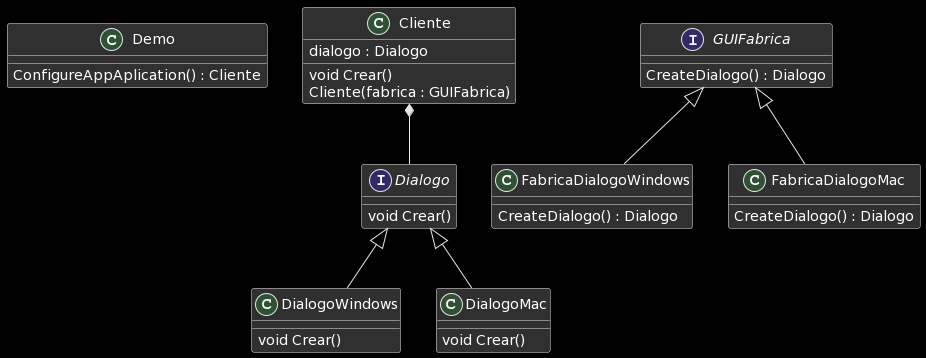 C Demo
ConfigureAppAplication() : Cliente
C Cliente
dialogo : Dialogo
void Crear()
Cliente(fabrica : GUIFabrica)
I GUIFabrica
CreateDialogo() : Dialogo
I Dialogo
void Crear()
C FabricaDialogoWindows
CreateDialogo() : Dialogo
C FabricaDialogoMac
CreateDialogo() : Dialogo
C DialogoWindows
void Crear()
C DialogoMac
void Crear()